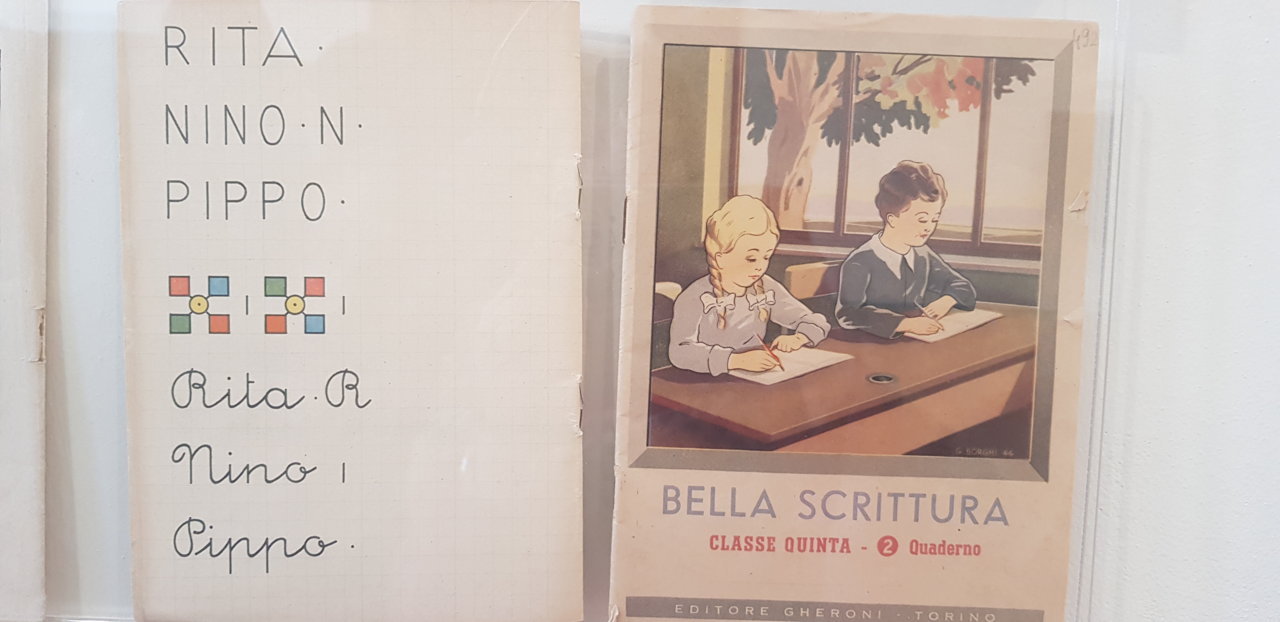 RITA·
NINO·N·
PIPPO·
Rita·R
Nino I
Pippo·
G. BORGHI 46
BELLA SCRITTURA
CLASSE QUINTA - 2 Quaderno
EDITORE GHERONI - TORINO